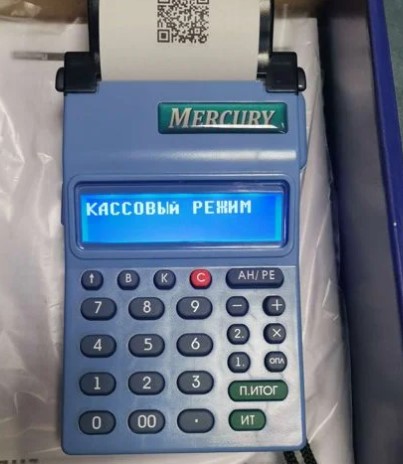 MERCURY
КАССОВЫй РЕЖИМ
↑ В К С АН/РЕ
7 8 9 − +
4 5 6 2. ×
1. ОПЛ
1 2 3 П.ИТОГ
0 00 · ИТ